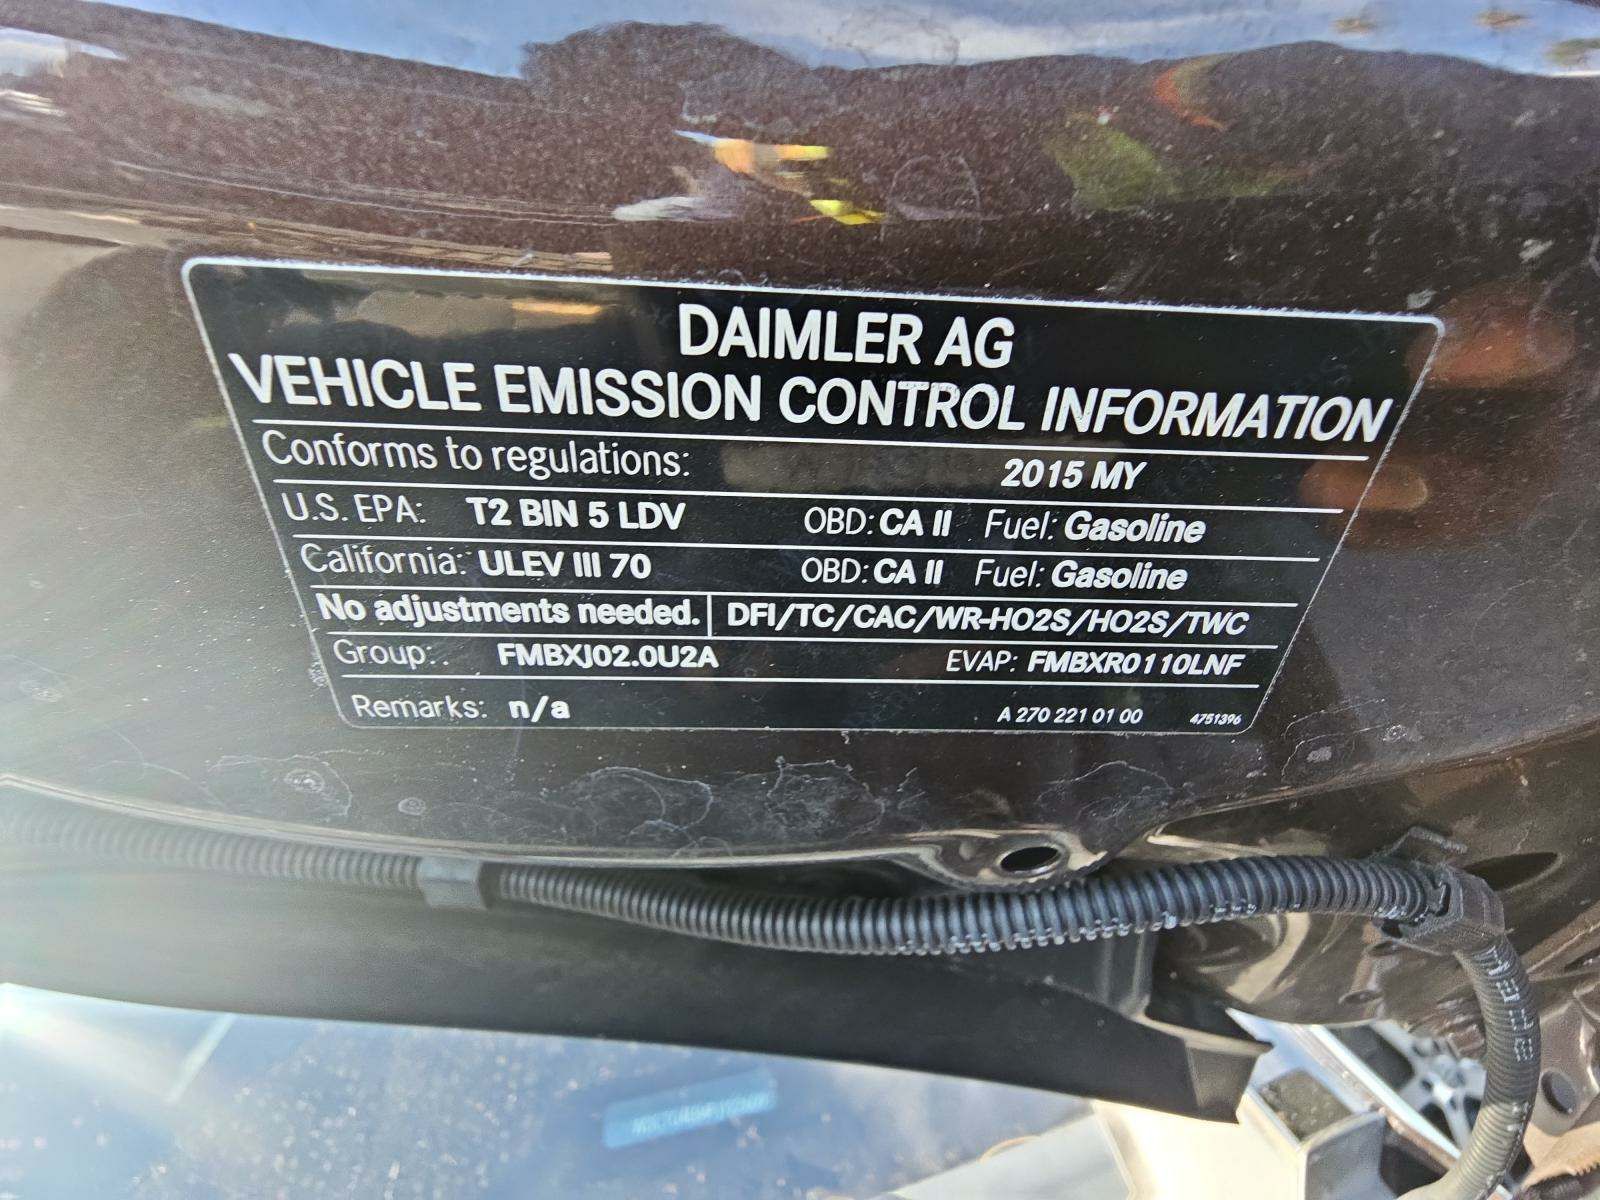 DAIMLER AG
VEHICLE EMISSION CONTROL INFORMATION
Conforms to regulations: 2015 MY
U.S. EPA: T2 BIN 5 LDV OBD: CA II Fuel: Gasoline
California: ULEV III 70 OBD: CA II Fuel: Gasoline
No adjustments needed. DFI/TC/CAC/WR-HO2S/HO2S/TWC
Group: FMBXJ02.0U2A EVAP: FMBXR0110LNF
Remarks: n/a A 270 221 01 00 4751396